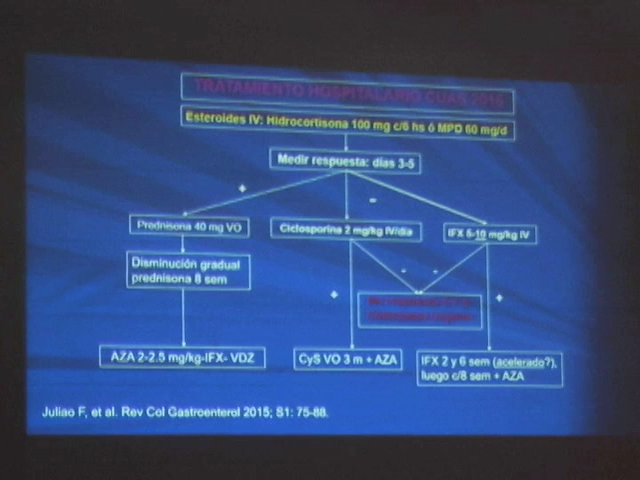 TRATAMIENTO HOSPITALARIO CUAS 2016
Esteroides IV: Hidrocortisona 100 mg c/6 hs ó MPD 60 mg/d
Medir respuesta: días 3-5
+
-
Prednisona 40 mg VO
Ciclosporina 2 mg/kg IV/día
IFX 5-10 mg/kg IV
Disminución gradual
prednisona 8 sem
-
-
+
+
AZA 2-2.5 mg/kg-IFX- VDZ
CyS VO 3 m + AZA
IFX 2 y 6 sem (acelerado?),
luego c/8 sem + AZA
Juliao F, et al. Rev Col Gastroenterol 2015; S1: 75-88.